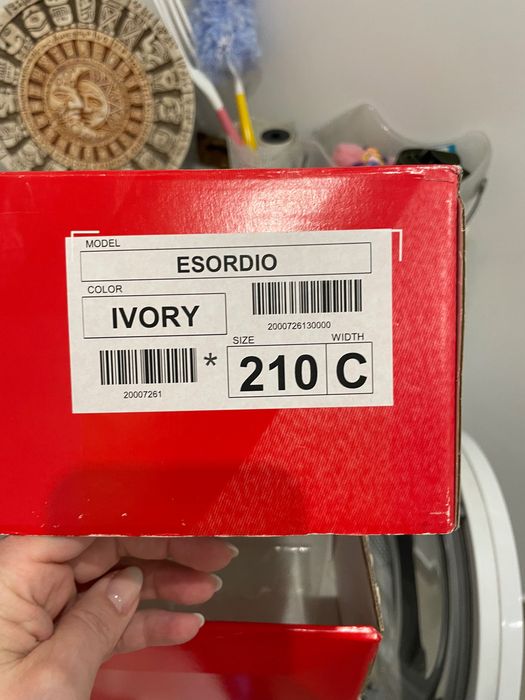 MODEL
ESORDIO
COLOR
IVORY
2000726130000
SIZE
WIDTH
20007261
*
210
C